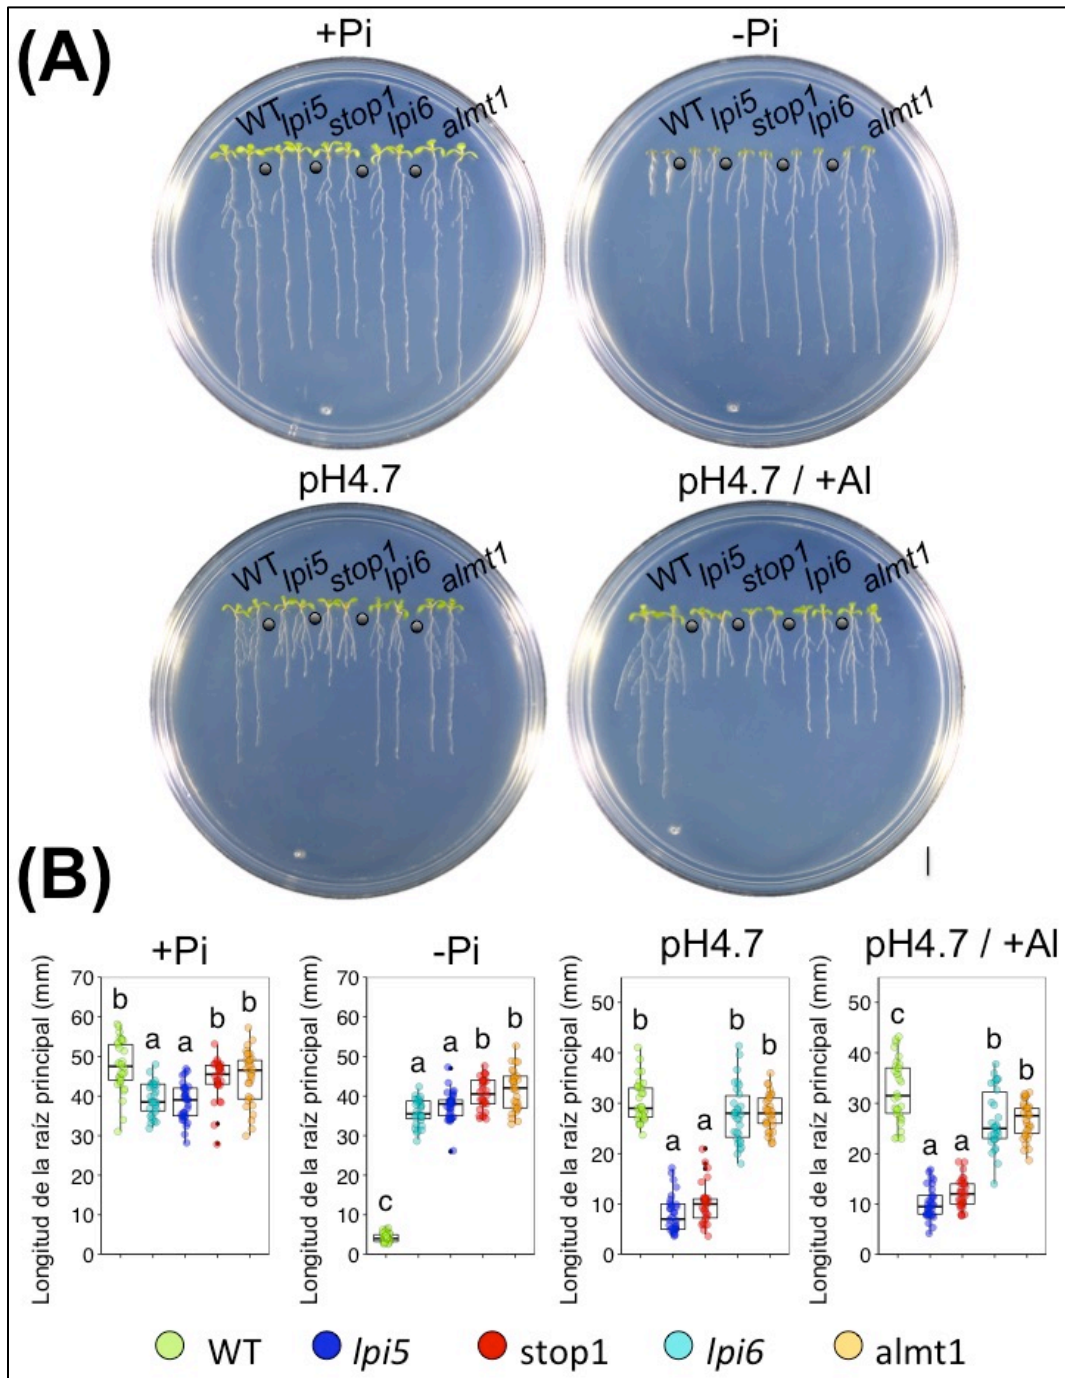 (A)
+Pi
-Pi
WT lpi5 stop1 lpi6 almt1
WT lpi5 stop1 lpi6 almt1
pH4.7
pH4.7 / +Al
WT lpi5 stop1 lpi6 almt1
WT lpi5 stop1 lpi6 almt1
(B)
+Pi
Longitud de la raíz principal (mm)
70
60
50
40
30
20
10
0
b
a
a
b
b
-Pi
Longitud de la raíz principal (mm)
70
60
50
40
30
20
10
0
c
a
a
b
b
pH4.7
Longitud de la raíz principal (mm)
50
40
30
20
10
0
b
a
a
b
b
pH4.7 / +Al
Longitud de la raíz principal (mm)
50
40
30
20
10
0
c
a
a
b
b
WT lpi5 stop1 lpi6 almt1